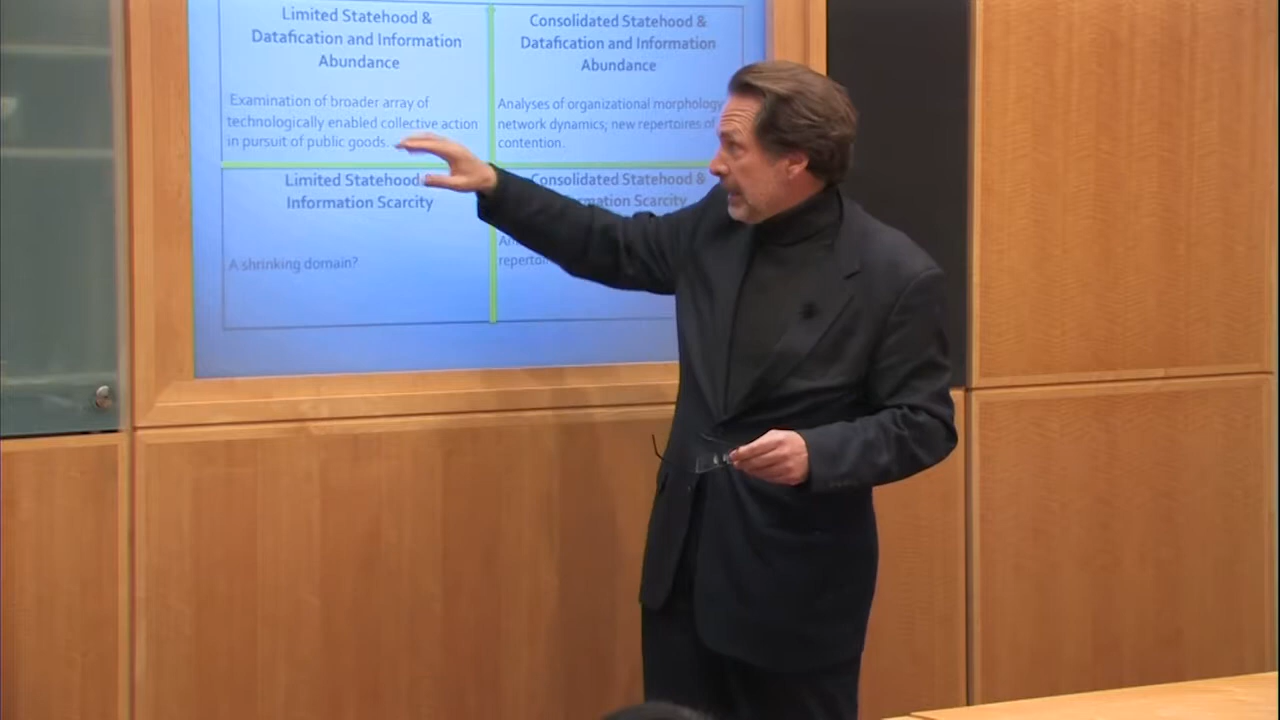 Limited Statehood &
Datafication and Information
Abundance
Examination of broader array of
technologically enabled collective action
in pursuit of public goods.
Consolidated Statehood &
Datafication and Information
Abundance
Analyses of organizational morphology
network dynamics; new repertoires of
contention.
Limited Statehood
Information Scarcity
A shrinking domain?
Consolidated Statehood &
Scarcity